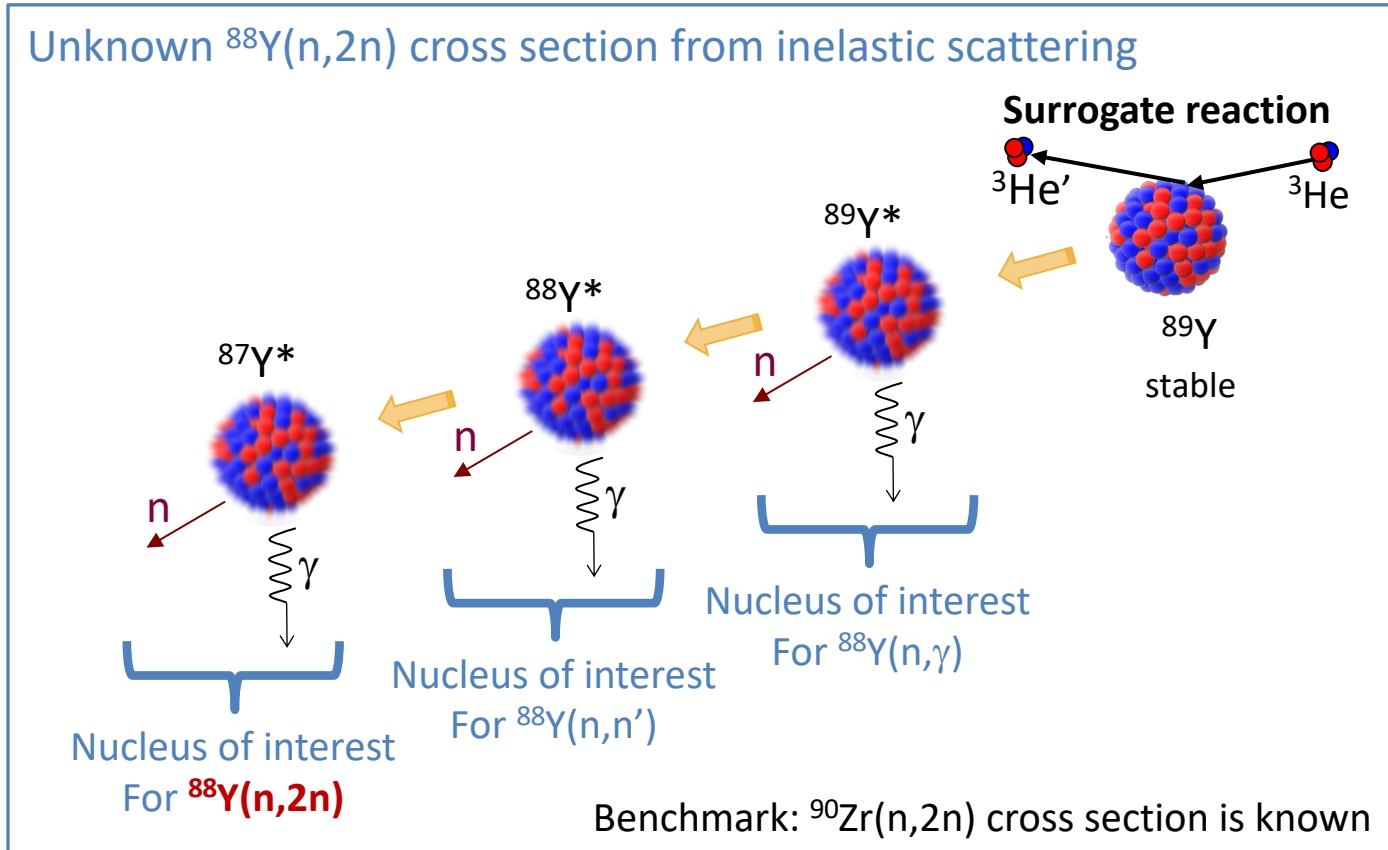 Unknown ⁸⁸Y(n,2n) cross section from inelastic scattering
Surrogate reaction
³He’
³He
⁸⁹Y
stable
⁸⁹Y*
n
γ
Nucleus of interest
For ⁸⁸Y(n,γ)
⁸⁸Y*
n
γ
Nucleus of interest
For ⁸⁸Y(n,n’)
⁸⁷Y*
n
γ
Nucleus of interest
For ⁸⁸Y(n,2n)
Benchmark: ⁹⁰Zr(n,2n) cross section is known